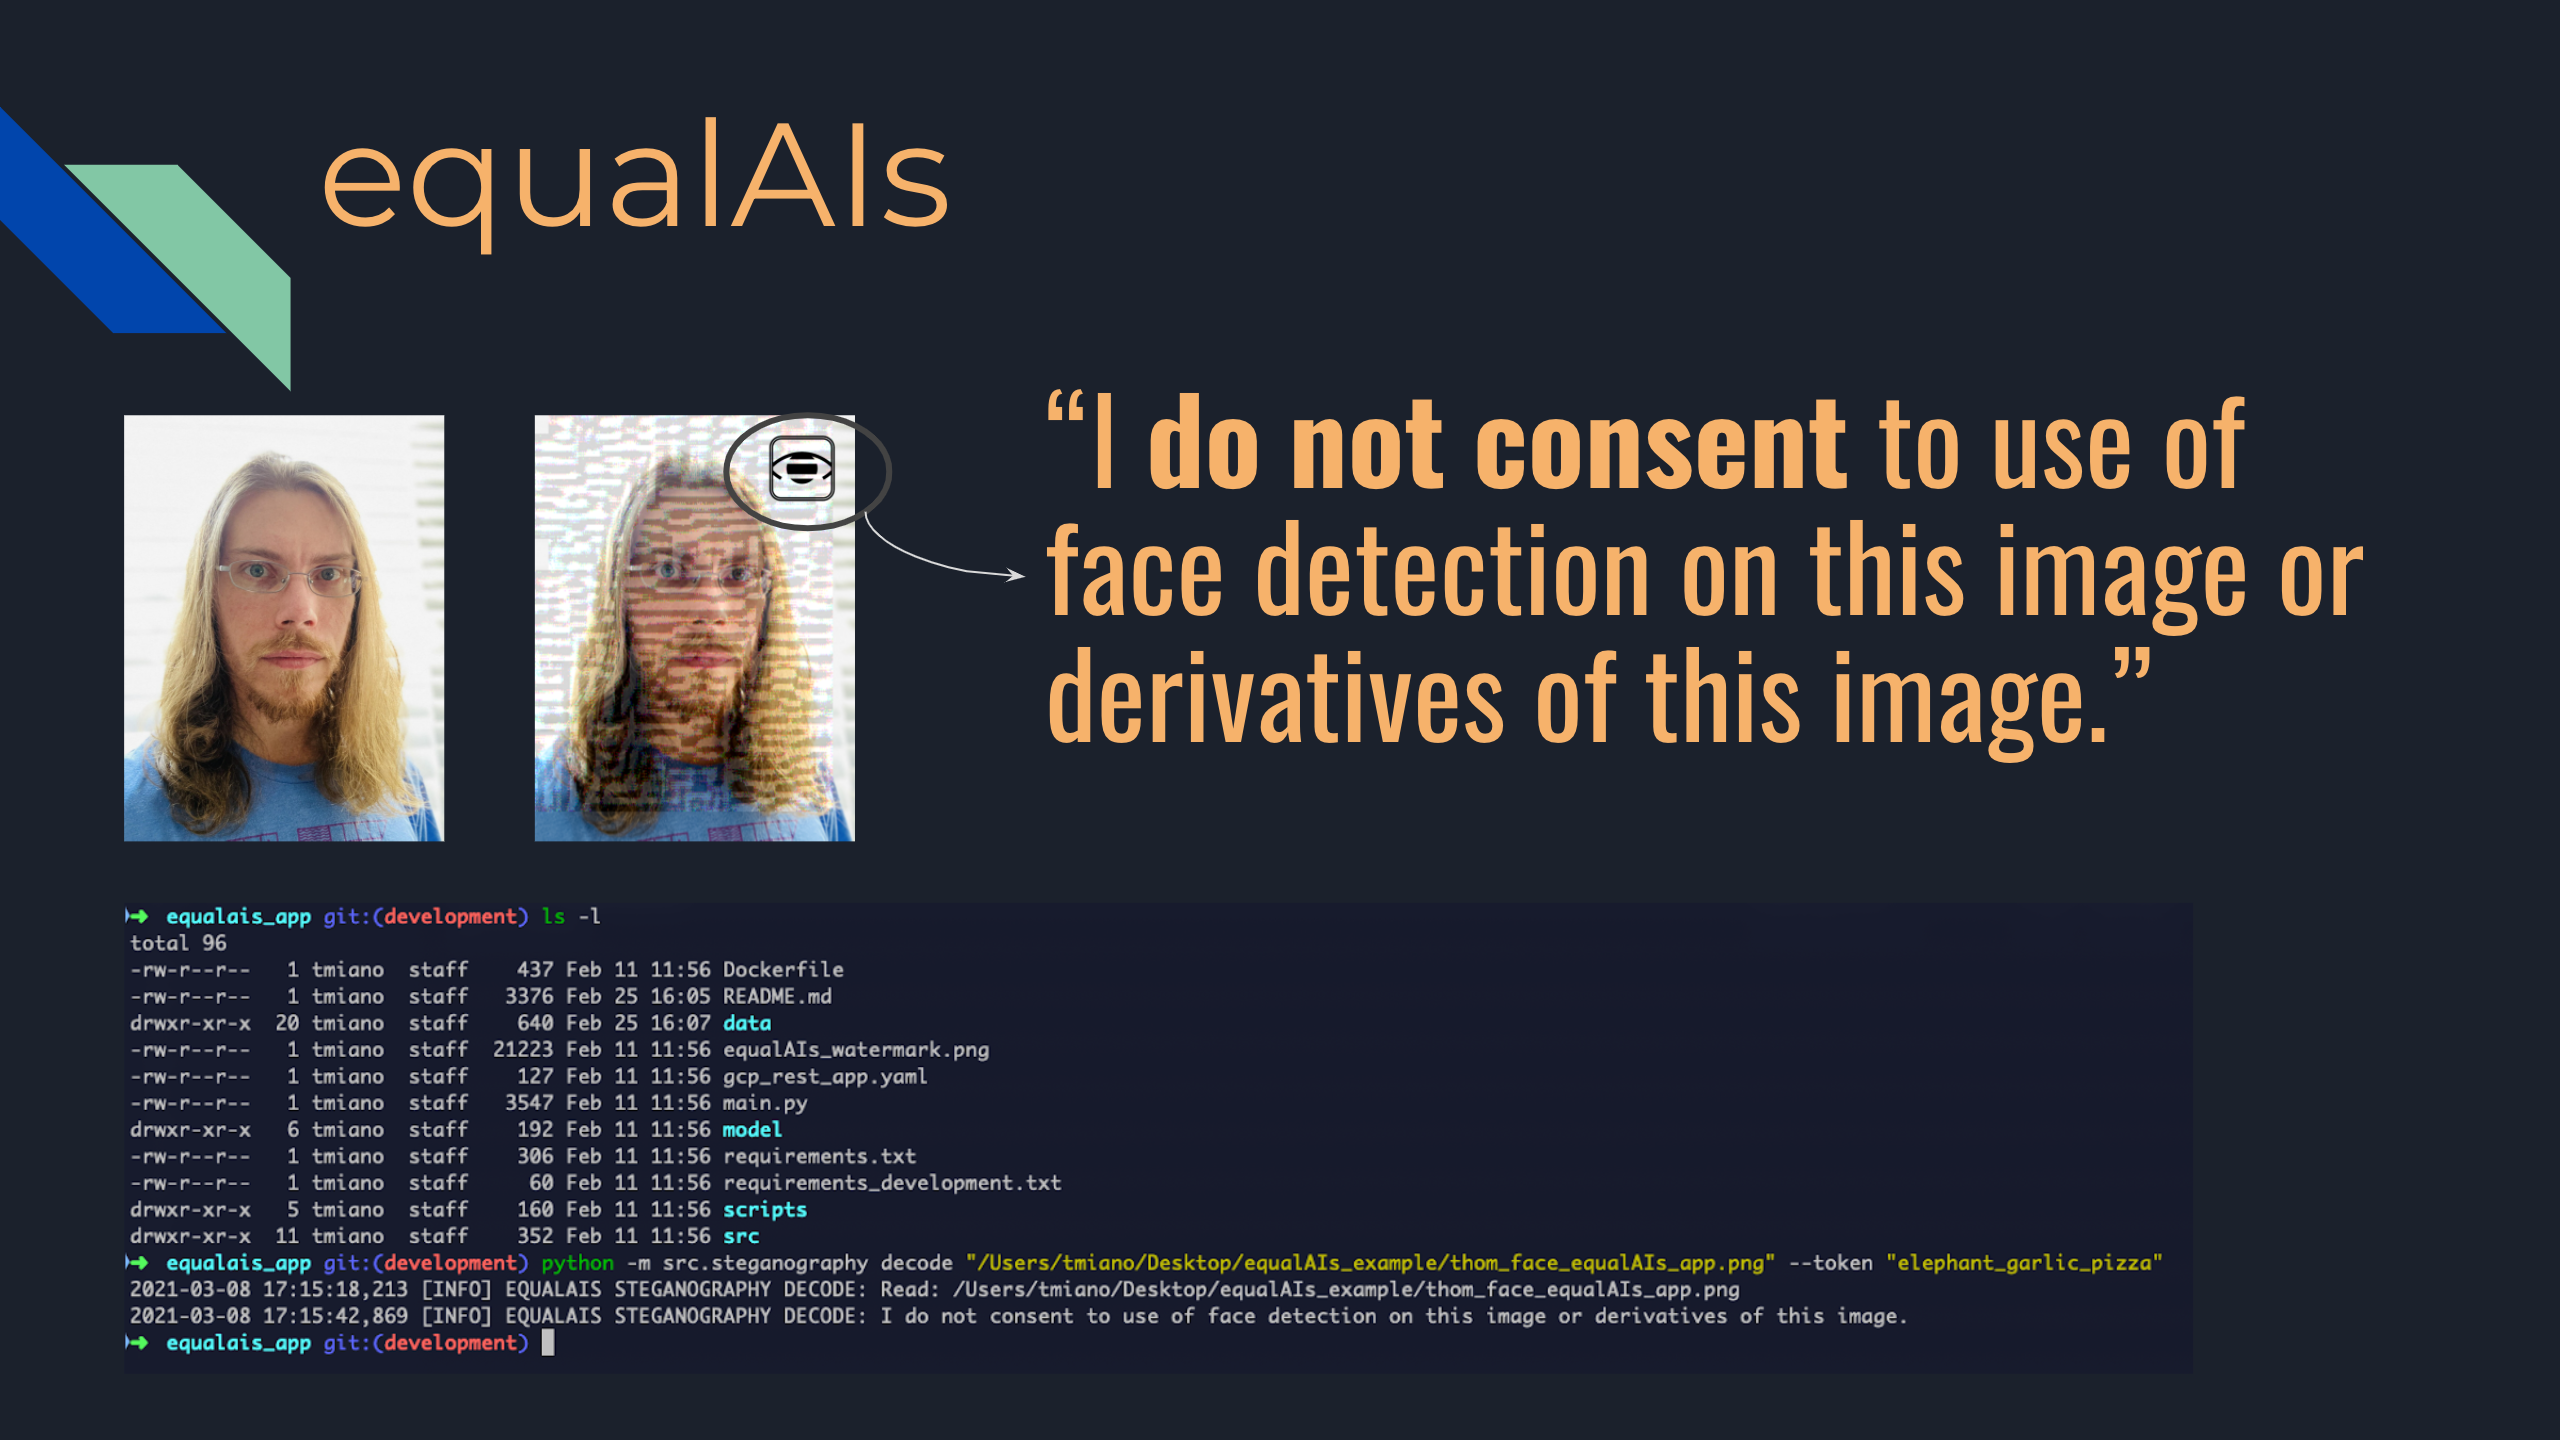 equalAIs
“I do not consent to use of
face detection on this image or
derivatives of this image.”
➜ equalais_app git:(development) ls -l
total 96
-rw-r--r-- 1 tmiano staff 437 Feb 11 11:56 Dockerfile
-rw-r--r-- 1 tmiano staff 3376 Feb 25 16:05 README.md
drwxr-xr-x 20 tmiano staff 640 Feb 25 16:07 data
-rw-r--r-- 1 tmiano staff 21223 Feb 11 11:56 equalAIs_watermark.png
-rw-r--r-- 1 tmiano staff 127 Feb 11 11:56 gcp_rest_app.yaml
-rw-r--r-- 1 tmiano staff 3547 Feb 11 11:56 main.py
drwxr-xr-x 6 tmiano staff 192 Feb 11 11:56 model
-rw-r--r-- 1 tmiano staff 306 Feb 11 11:56 requirements.txt
-rw-r--r-- 1 tmiano staff 60 Feb 11 11:56 requirements_development.txt
drwxr-xr-x 5 tmiano staff 160 Feb 11 11:56 scripts
drwxr-xr-x 11 tmiano staff 352 Feb 11 11:56 src
➜ equalais_app git:(development) python -m src.steganography decode "/Users/tmiano/Desktop/equalAIs_example/thom_face_equalAIs_app.png" --token "elephant_garlic_pizza"
2021-03-08 17:15:18,213 [INFO] EQUALAIS STEGANOGRAPHY DECODE: Read: /Users/tmiano/Desktop/equalAIs_example/thom_face_equalAIs_app.png
2021-03-08 17:15:42,869 [INFO] EQUALAIS STEGANOGRAPHY DECODE: I do not consent to use of face detection on this image or derivatives of this image.
➜ equalais_app git:(development)